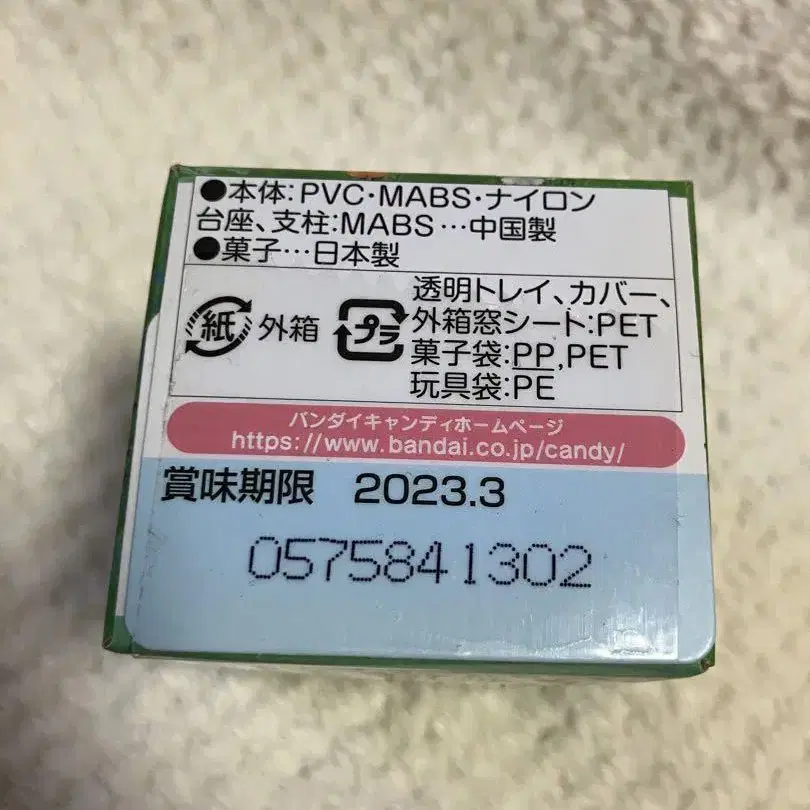 ●本体:PVC・MABS・ナイロン
台座、支柱:MABS…中国製
●菓子…日本製
紙 外箱
プラ
透明トレイ、カバー、
外箱窓シート:PET
菓子袋:PP,PET
玩具袋:PE
バンダイキャンディホームページ
https://www.bandai.co.jp/candy/
賞味期限 2023.3
0575841302